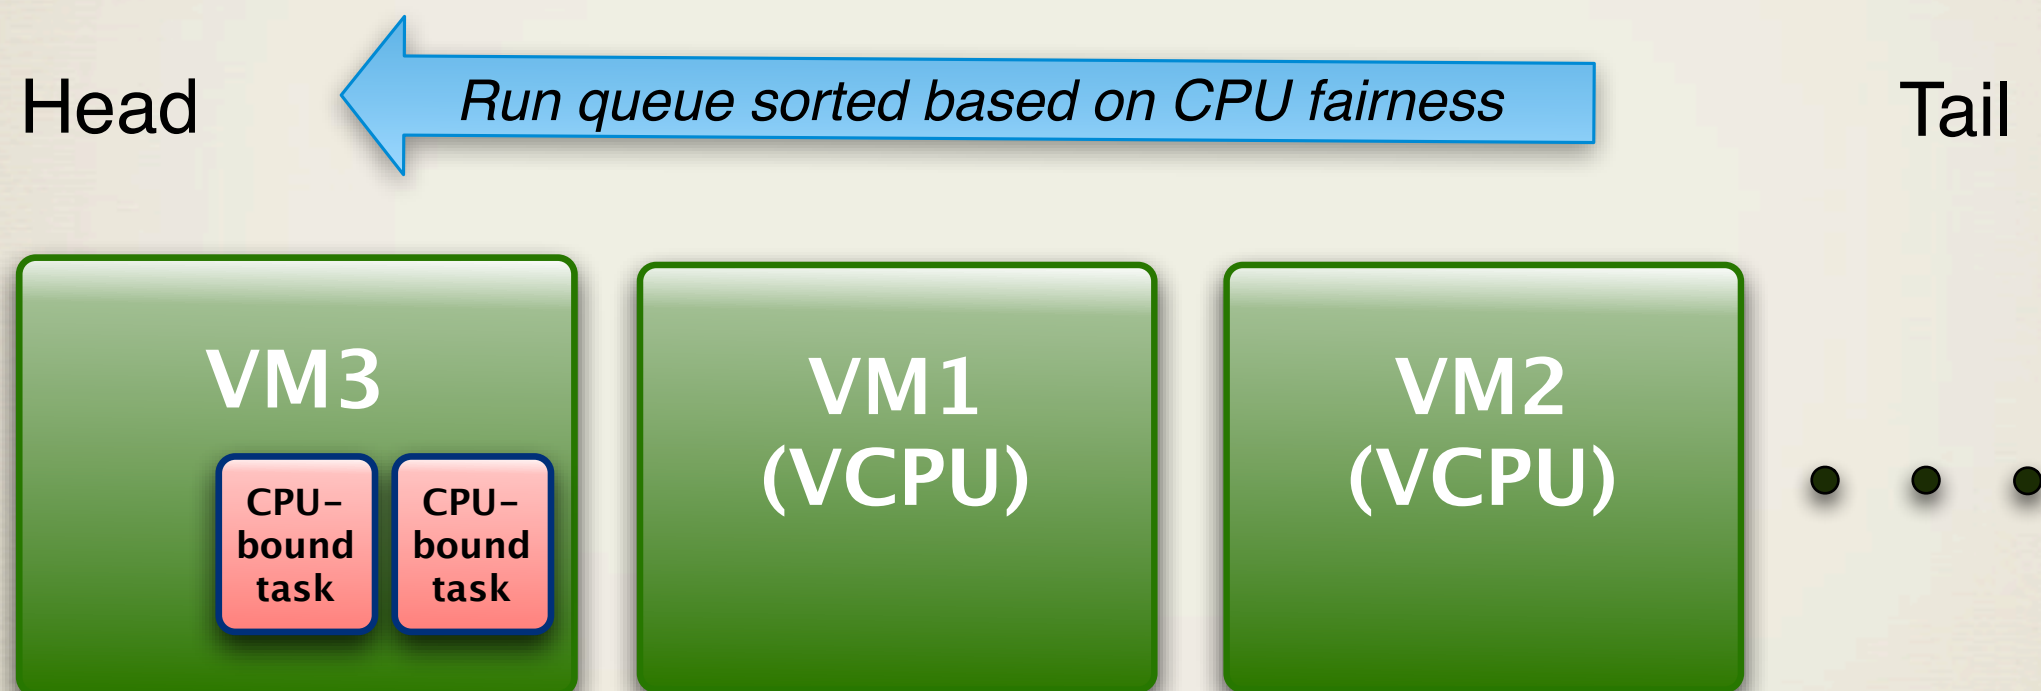 Head
Run queue sorted based on CPU fairness
Tail
VM3
CPU-
bound
task
CPU-
bound
task
VM1
(VCPU)
VM2
(VCPU)